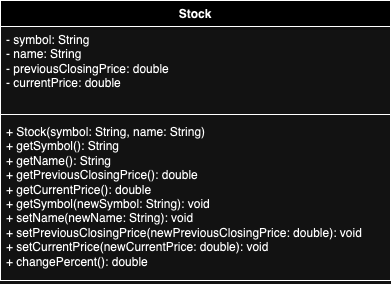 Stock
- symbol: String
- name: String
- previousClosingPrice: double
- currentPrice: double
+ Stock(symbol: String, name: String)
+ getSymbol(): String
+ getName(): String
+ getPreviousClosingPrice(): double
+ getCurrentPrice(): double
+ getSymbol(newSymbol: String): void
+ setName(newName: String): void
+ setPreviousClosingPrice(newPreviousClosingPrice: double): void
+ setCurrentPrice(newCurrentPrice: double): void
+ changePercent(): double